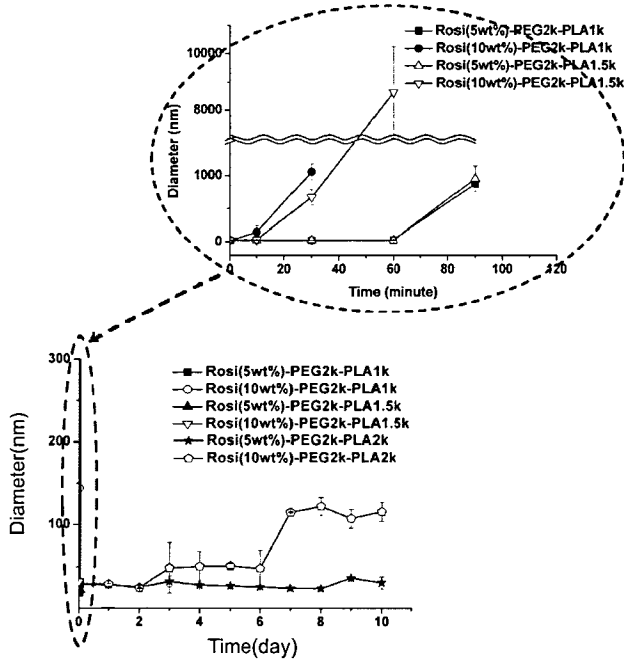 Rosi(5wt%)-PEG2k-PLA1k
Rosi(10wt%)-PEG2k-PLA1k
Rosi(5wt%)-PEG2k-PLA1.5k
Rosi(10wt%)-PEG2k-PLA1.5k
10000
8000
1000
0
Diameter (nm)
0 20 40 60 80 100 120
Time (minute)
300
200
100
0
Diameter(nm)
Rosi(5wt%)-PEG2k-PLA1k
Rosi(10wt%)-PEG2k-PLA1k
Rosi(5wt%)-PEG2k-PLA1.5k
Rosi(10wt%)-PEG2k-PLA1.5k
Rosi(5wt%)-PEG2k-PLA2k
Rosi(10wt%)-PEG2k-PLA2k
0 2 4 6 8 10
Time(day)